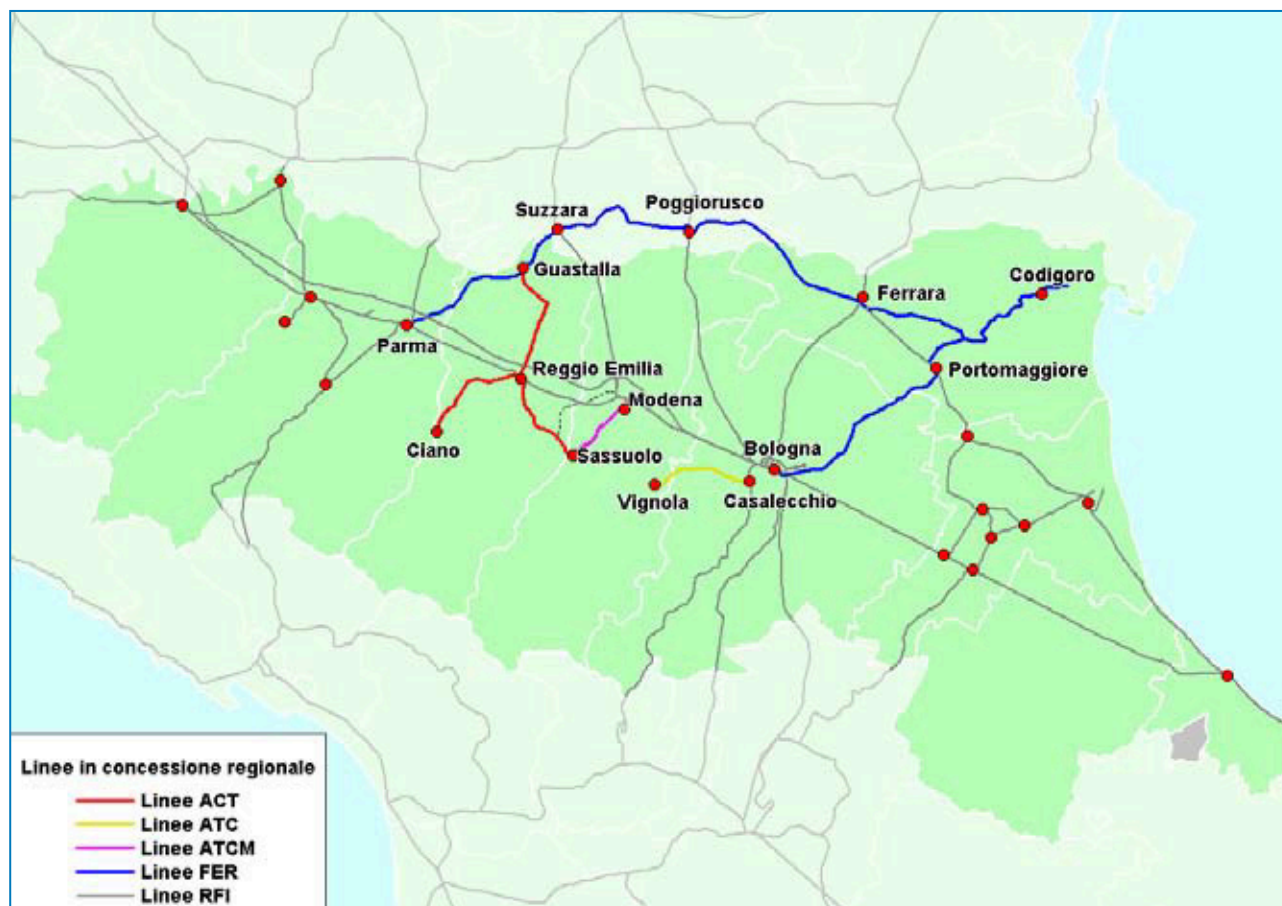 Suzzara
Poggiorusco
Guastalla
Codigoro
Ferrara
Parma
Reggio Emilia
Portomaggiore
Modena
Ciano
Sassuolo
Bologna
Vignola
Casalecchio
Linee in concessione regionale
Linee ACT
Linee ATC
Linee ATCM
Linee FER
Linee RFI